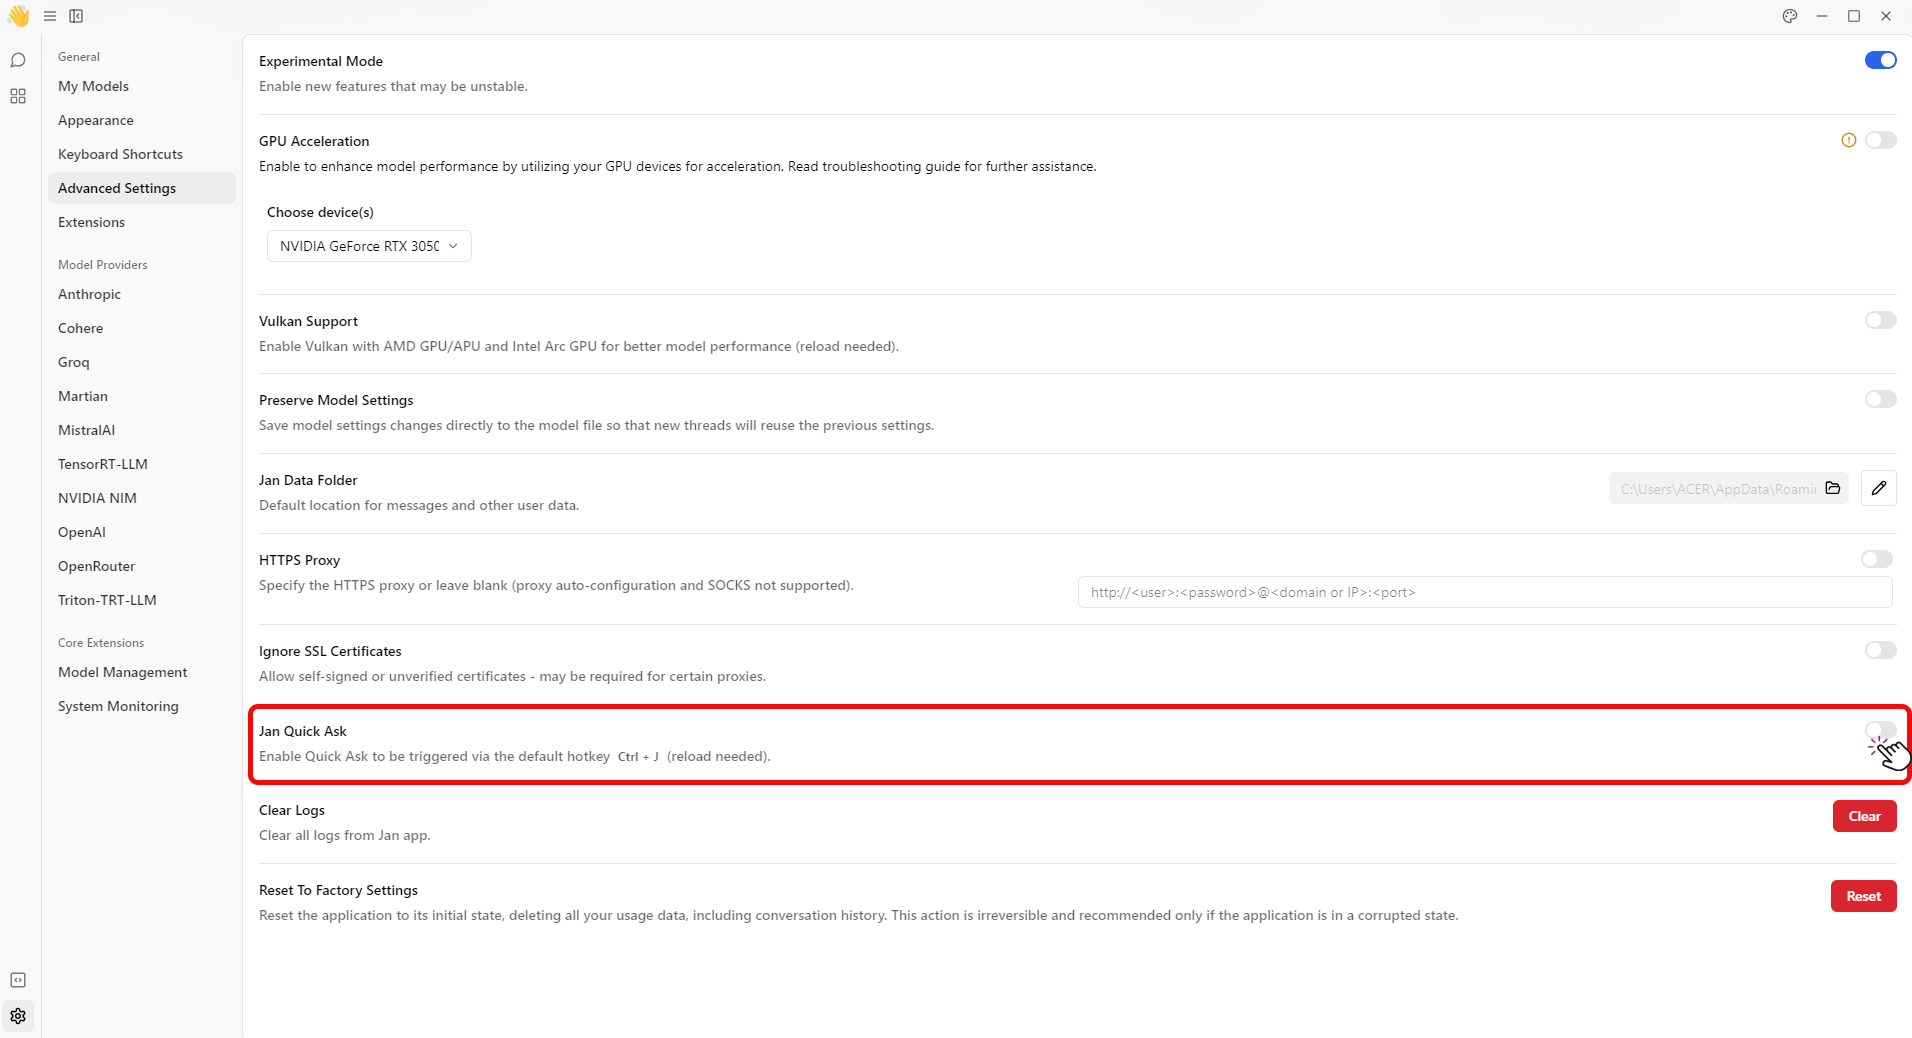 General
My Models
Appearance
Keyboard Shortcuts
Advanced Settings
Extensions
Model Providers
Anthropic
Cohere
Groq
Martian
MistralAI
TensorRT-LLM
NVIDIA NIM
OpenAI
OpenRouter
Triton-TRT-LLM
Core Extensions
Model Management
System Monitoring
Experimental Mode
Enable new features that may be unstable.
GPU Acceleration
Enable to enhance model performance by utilizing your GPU devices for acceleration. Read troubleshooting guide for further assistance.
Choose device(s)
NVIDIA GeForce RTX 3050
Vulkan Support
Enable Vulkan with AMD GPU/APU and Intel Arc GPU for better model performance (reload needed).
Preserve Model Settings
Save model settings changes directly to the model file so that new threads will reuse the previous settings.
Jan Data Folder
Default location for messages and other user data.
C:\Users\ACER\AppData\Roamin
HTTPS Proxy
Specify the HTTPS proxy or leave blank (proxy auto-configuration and SOCKS not supported).
http://<user>:<password>@<domain or IP>:<port>
Ignore SSL Certificates
Allow self-signed or unverified certificates - may be required for certain proxies.
Jan Quick Ask
Enable Quick Ask to be triggered via the default hotkey Ctrl + J (reload needed).
Clear Logs
Clear all logs from Jan app.
Clear
Reset To Factory Settings
Reset the application to its initial state, deleting all your usage data, including conversation history. This action is irreversible and recommended only if the application is in a corrupted state.
Reset